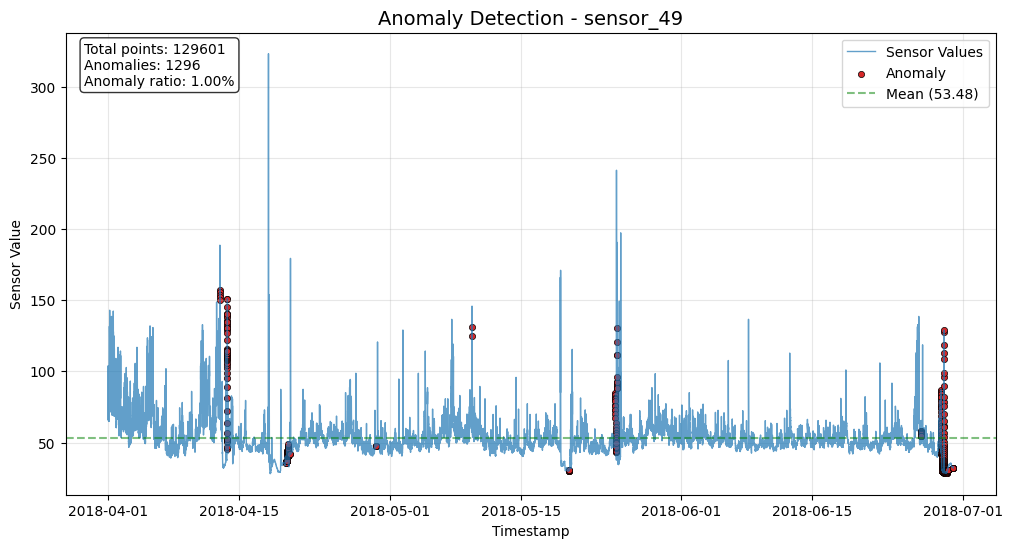 Anomaly Detection - sensor_49
Total points: 129601
Anomalies: 1296
Anomaly ratio: 1.00%
Sensor Values
Anomaly
Mean (53.48)
Sensor Value
300
250
200
150
100
50
2018-04-01
2018-04-15
2018-05-01
2018-05-15
2018-06-01
2018-06-15
2018-07-01
Timestamp